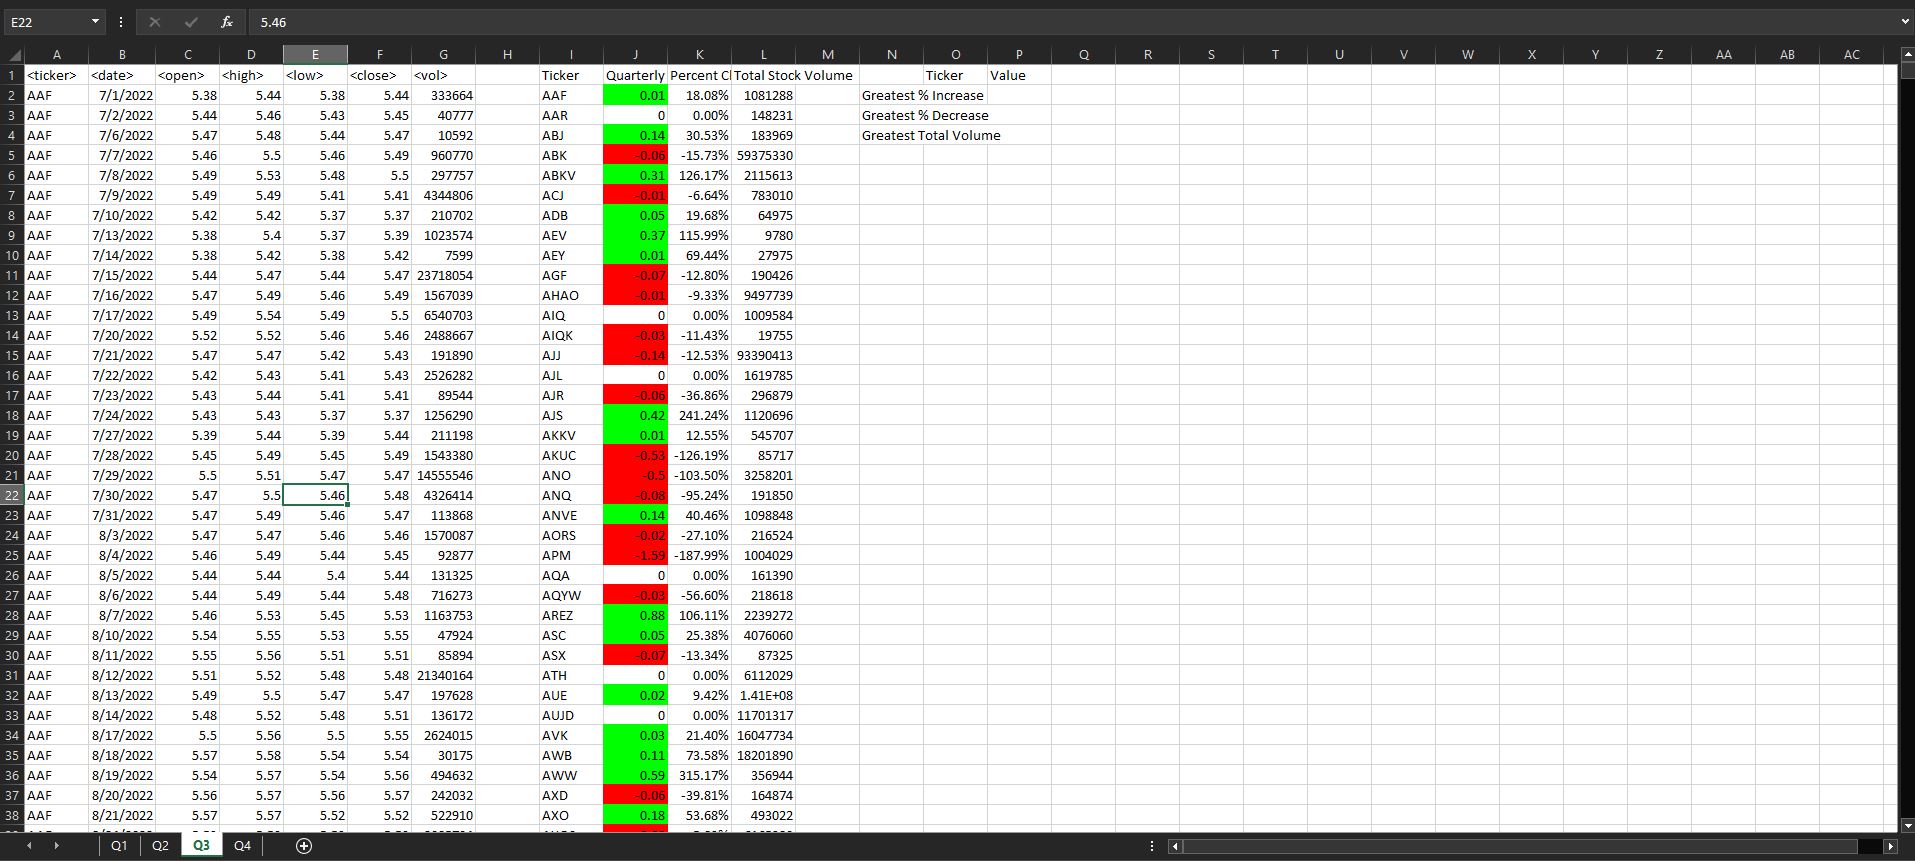 E22 fx 5.46
A B C D E F G H I J K L M N O P Q R S T U V W X Y Z AA AB AC
1 <ticker> <date> <open> <high> <low> <close> <vol> Ticker Quarterly Percent Cl Total Stock Volume Ticker Value
2 AAF 7/1/2022 5.38 5.44 5.38 5.44 333664 AAF 0.01 18.08% 1081288 Greatest % Increase
3 AAF 7/2/2022 5.44 5.46 5.43 5.45 40777 AAR 0 0.00% 148231 Greatest % Decrease
4 AAF 7/6/2022 5.47 5.48 5.44 5.47 10592 ABJ 0.14 30.53% 183969 Greatest Total Volume
5 AAF 7/7/2022 5.46 5.5 5.46 5.49 960770 ABK -0.06 -15.73% 59375330
6 AAF 7/8/2022 5.49 5.53 5.48 5.5 297757 ABKV 0.31 126.17% 2115613
7 AAF 7/9/2022 5.49 5.49 5.41 5.41 4344806 ACJ -0.01 -6.64% 783010
8 AAF 7/10/2022 5.42 5.42 5.37 5.37 210702 ADB 0.05 19.68% 64975
9 AAF 7/13/2022 5.38 5.4 5.37 5.39 1023574 AEV 0.37 115.99% 9780
10 AAF 7/14/2022 5.38 5.42 5.38 5.42 7599 AEY 0.01 69.44% 27975
11 AAF 7/15/2022 5.44 5.47 5.44 5.47 23718054 AGF -0.07 -12.80% 190426
12 AAF 7/16/2022 5.47 5.49 5.46 5.49 1567039 AHAO -0.01 -9.33% 9497739
13 AAF 7/17/2022 5.49 5.54 5.49 5.5 6540703 AIQ 0 0.00% 1009584
14 AAF 7/20/2022 5.52 5.52 5.46 5.46 2488667 AIQK -0.03 -11.43% 19755
15 AAF 7/21/2022 5.47 5.47 5.42 5.43 191890 AJJ -0.14 -12.53% 93390413
16 AAF 7/22/2022 5.42 5.43 5.41 5.43 2526282 AJL 0 0.00% 1619785
17 AAF 7/23/2022 5.43 5.44 5.41 5.41 89544 AJR -0.06 -36.86% 296879
18 AAF 7/24/2022 5.43 5.43 5.37 5.37 1256290 AJS 0.42 241.24% 1120696
19 AAF 7/27/2022 5.39 5.44 5.39 5.44 211198 AKKV 0.01 12.55% 545707
20 AAF 7/28/2022 5.45 5.49 5.45 5.49 1543380 AKUC -0.53 -126.19% 85717
21 AAF 7/29/2022 5.5 5.51 5.47 5.47 14555546 ANO -0.5 -103.50% 3258201
22 AAF 7/30/2022 5.47 5.5 5.46 5.48 4326414 ANQ -0.08 -95.24% 191850
23 AAF 7/31/2022 5.47 5.49 5.46 5.47 113868 ANVE 0.14 40.46% 1098848
24 AAF 8/3/2022 5.47 5.47 5.46 5.46 1570087 AORS -0.02 -27.10% 216524
25 AAF 8/4/2022 5.46 5.49 5.44 5.45 92877 APM -1.59 -187.99% 1004029
26 AAF 8/5/2022 5.44 5.44 5.4 5.44 131325 AQA 0 0.00% 161390
27 AAF 8/6/2022 5.44 5.49 5.44 5.48 716273 AQYW -0.03 -56.60% 218618
28 AAF 8/7/2022 5.46 5.53 5.45 5.53 1163753 AREZ 0.88 106.11% 2239272
29 AAF 8/10/2022 5.54 5.55 5.53 5.55 47924 ASC 0.05 25.38% 4076060
30 AAF 8/11/2022 5.55 5.56 5.51 5.51 85894 ASX -0.07 -13.34% 87325
31 AAF 8/12/2022 5.51 5.52 5.48 5.48 21340164 ATH 0 0.00% 6112029
32 AAF 8/13/2022 5.49 5.5 5.47 5.47 197628 AUE 0.02 9.42% 1.41E+08
33 AAF 8/14/2022 5.48 5.52 5.48 5.51 136172 AUJD 0 0.00% 11701317
34 AAF 8/17/2022 5.5 5.56 5.5 5.55 2624015 AVK 0.03 21.40% 16047734
35 AAF 8/18/2022 5.57 5.58 5.54 5.54 30175 AWB 0.11 73.58% 18201890
36 AAF 8/19/2022 5.54 5.57 5.54 5.56 494632 AWW 0.59 315.17% 356944
37 AAF 8/20/2022 5.56 5.57 5.56 5.57 242032 AXD -0.06 -39.81% 164874
38 AAF 8/21/2022 5.57 5.57 5.52 5.52 522910 AXO 0.18 53.68% 493022
Q1 Q2 Q3 Q4